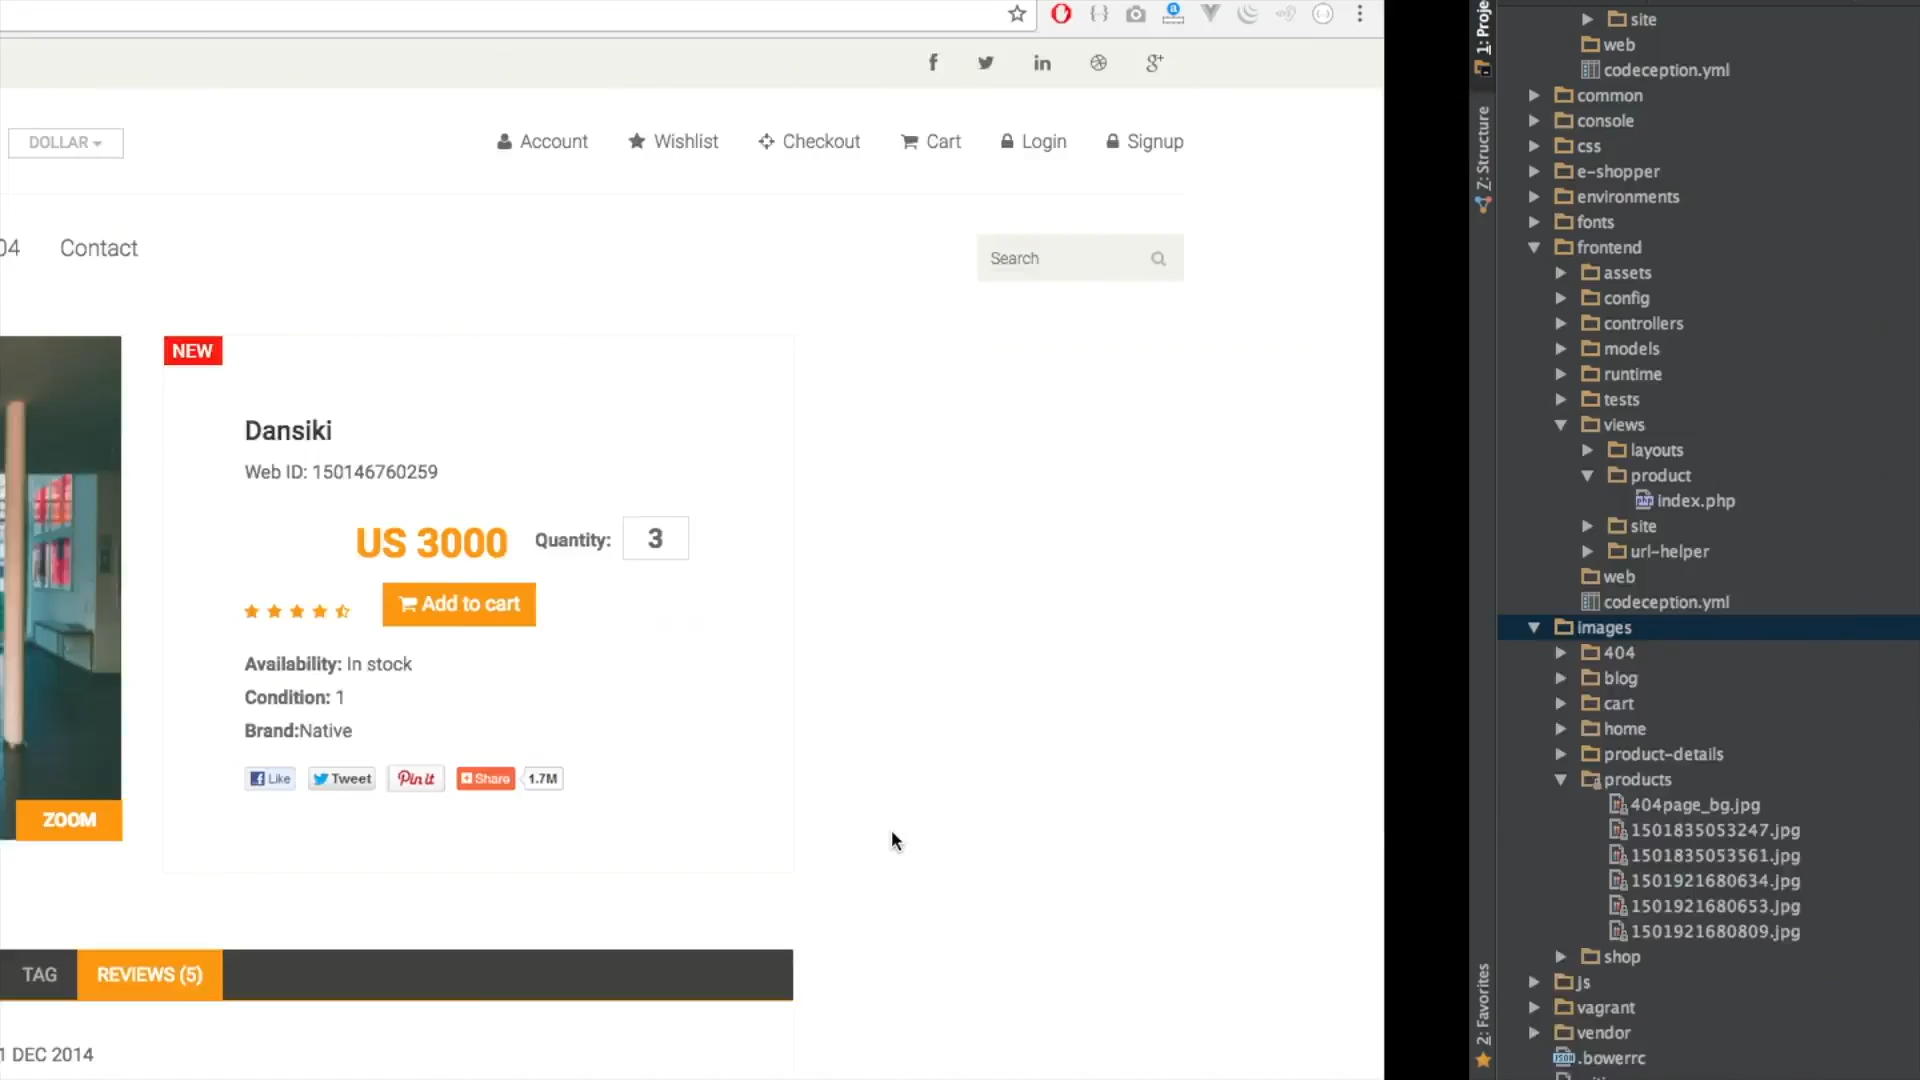 DOLLAR
Account
Wishlist
Checkout
Cart
Login
Signup
04
Contact
Search
NEW
Dansiki
Web ID: 150146760259
US 3000
Quantity:
3
Add to cart
Availability: In stock
Condition: 1
Brand:Native
Like
Tweet
Pin it
Share
1.7M
ZOOM
TAG
REVIEWS (5)
1 DEC 2014
1: Proje
Z: Structure
2: Favorites
site
web
codeception.yml
common
console
css
e-shopper
environments
fonts
frontend
assets
config
controllers
models
runtime
tests
views
layouts
product
index.php
site
url-helper
web
codeception.yml
images
404
blog
cart
home
product-details
products
404page_bg.jpg
1501835053247.jpg
1501835053561.jpg
1501921680634.jpg
1501921680653.jpg
1501921680809.jpg
shop
js
vagrant
vendor
.bowerrc